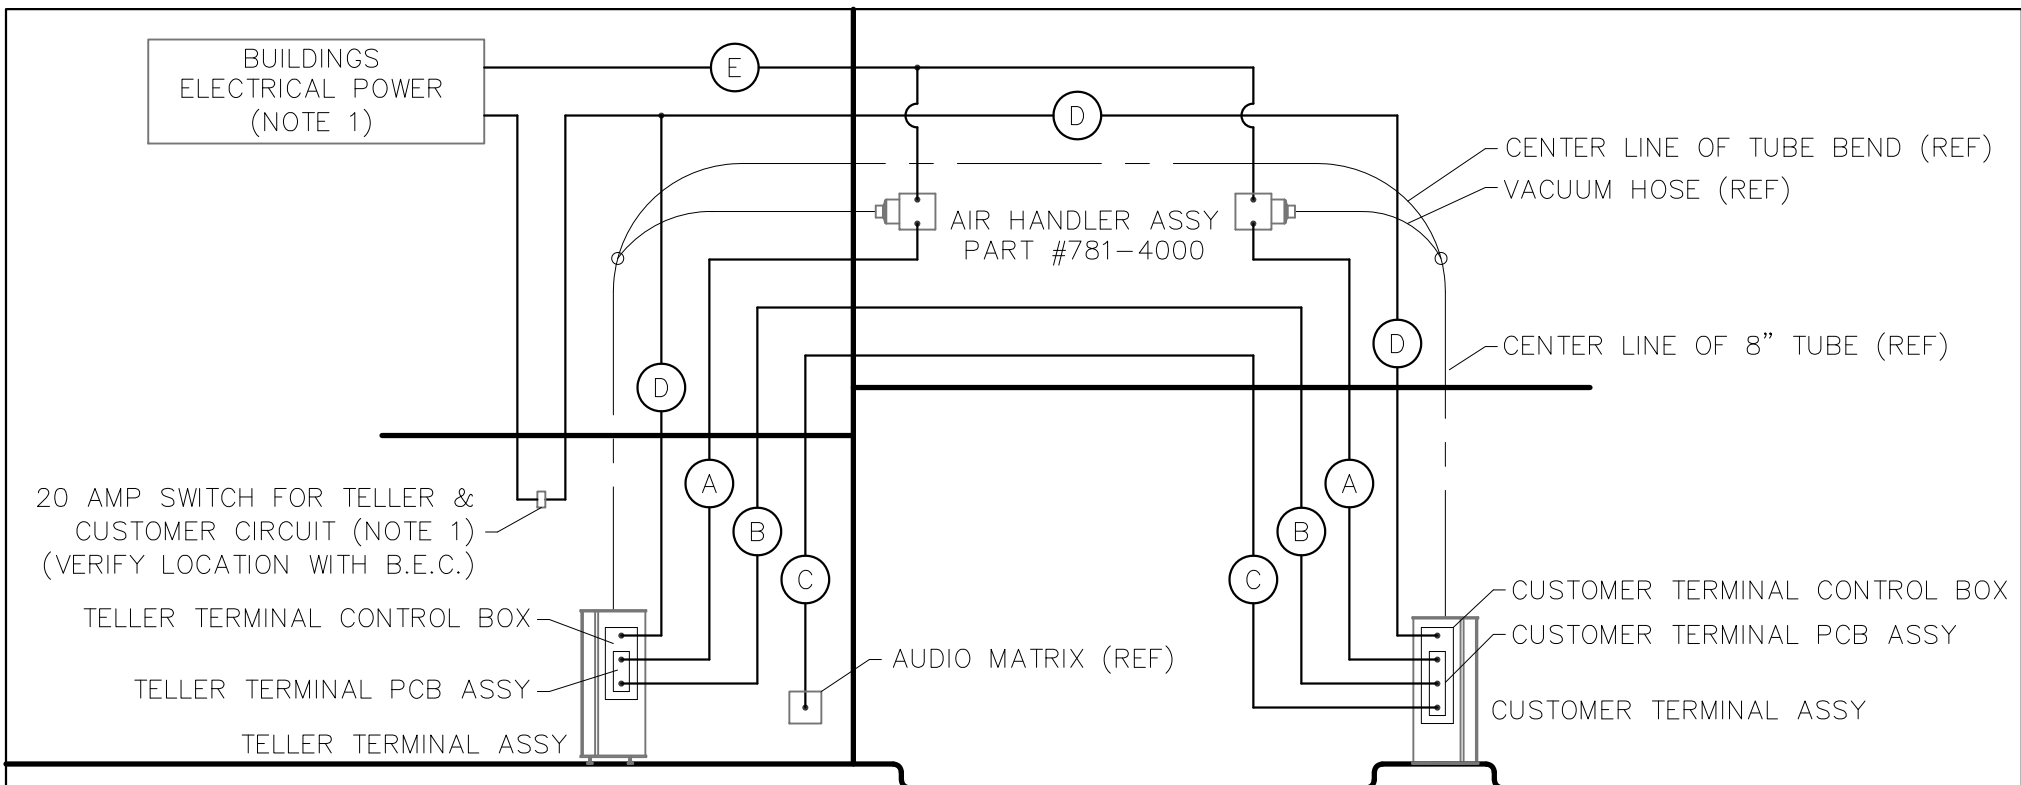 BUILDINGS
ELECTRICAL POWER
(NOTE 1)
E
D
CENTER LINE OF TUBE BEND (REF)
VACUUM HOSE (REF)
AIR HANDLER ASSY
PART #781-4000
CENTER LINE OF 8" TUBE (REF)
D
D
A
A
B
B
C
C
20 AMP SWITCH FOR TELLER &
CUSTOMER CIRCUIT (NOTE 1)
(VERIFY LOCATION WITH B.E.C.)
TELLER TERMINAL CONTROL BOX
TELLER TERMINAL PCB ASSY
TELLER TERMINAL ASSY
AUDIO MATRIX (REF)
CUSTOMER TERMINAL CONTROL BOX
CUSTOMER TERMINAL PCB ASSY
CUSTOMER TERMINAL ASSY